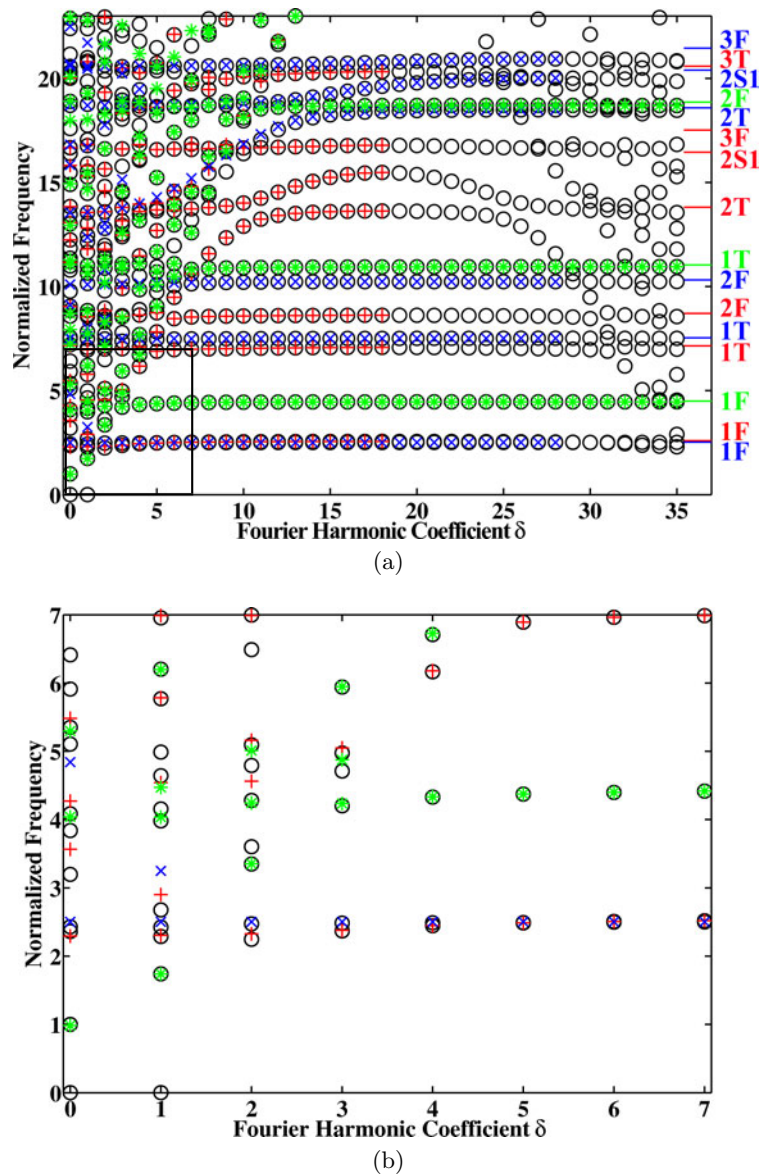 20
15
10
5
0
Normalized Frequency
0 5 10 15 20 25 30 35
Fourier Harmonic Coefficient δ
3F
3T
2S1
2F
2T
3F
2S1
2T
1T
2F
2F
1T
1T
1F
1F
1F
(a)
7
6
5
4
3
2
1
0
Normalized Frequency
0 1 2 3 4 5 6 7
Fourier Harmonic Coefficient δ
(b)